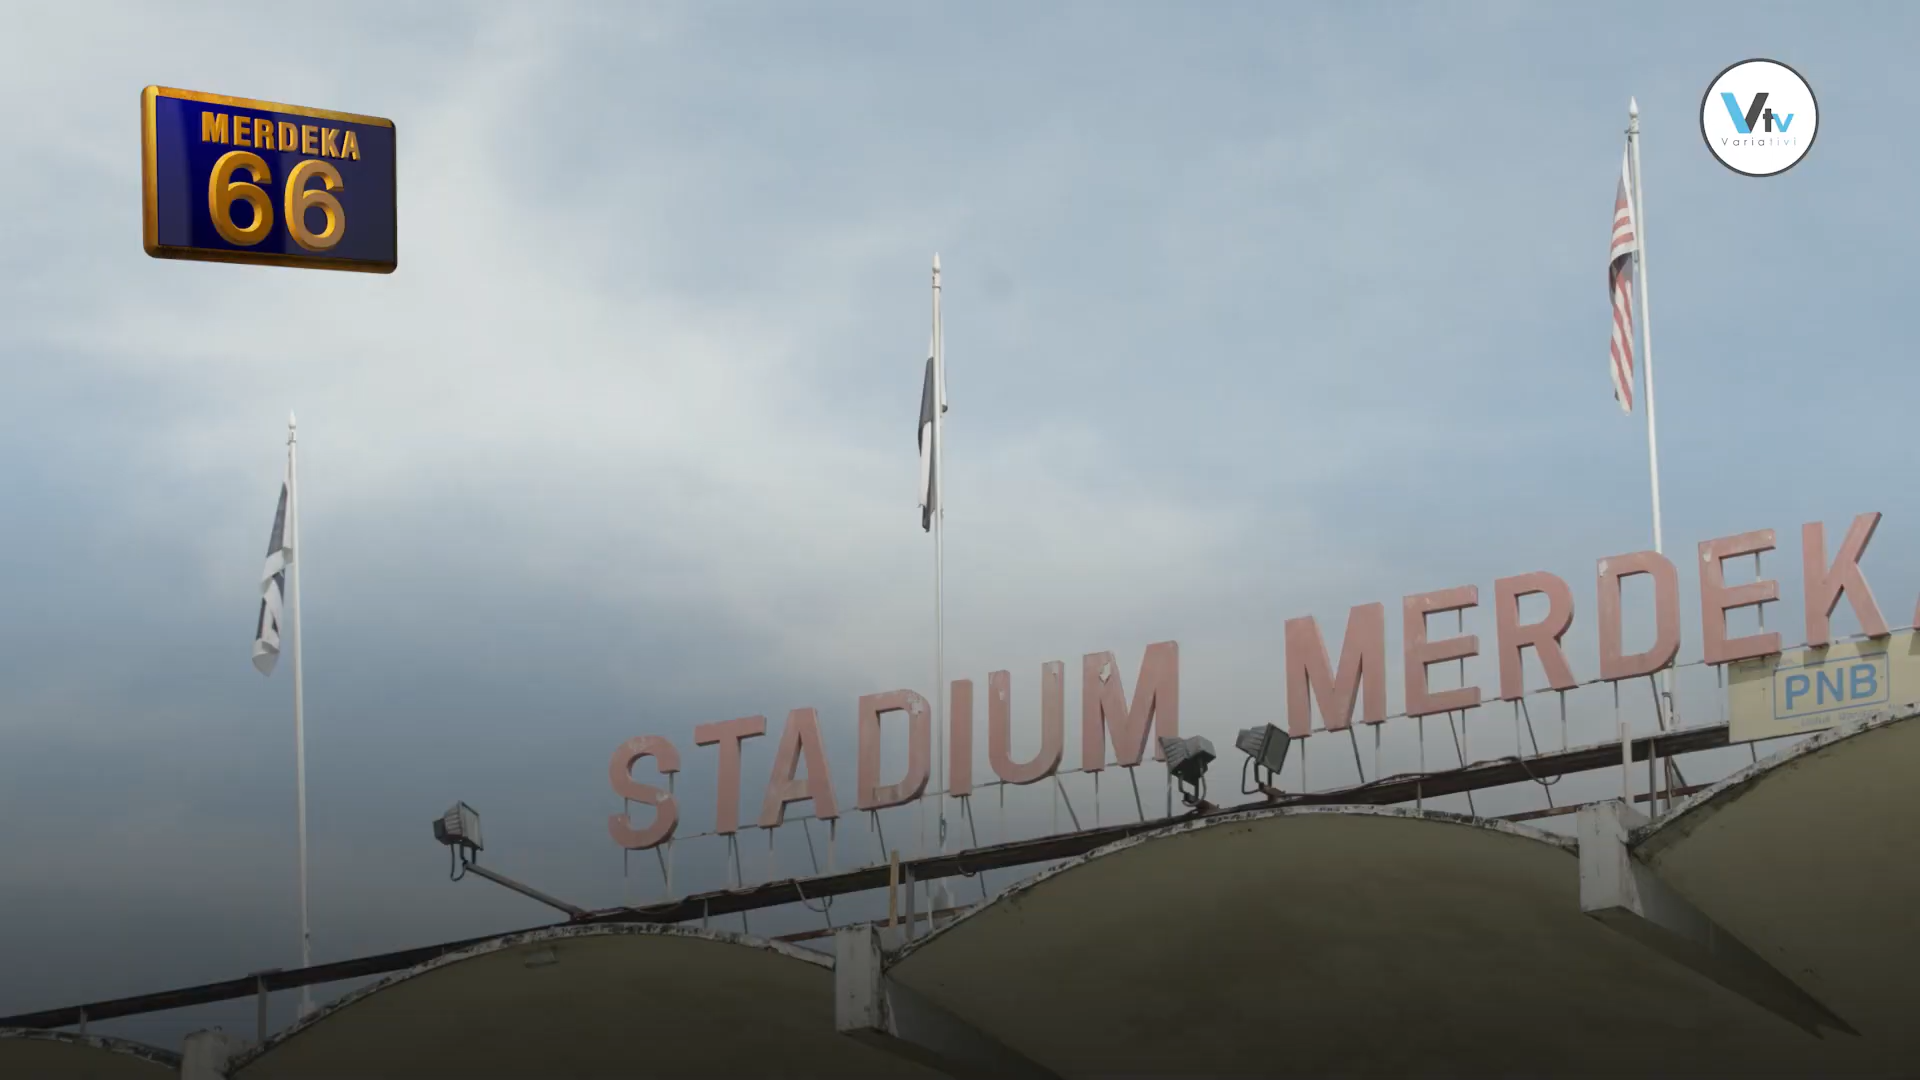 MERDEKA
66
Vtv
Variativi
STADIUM MERDEKA
PNB